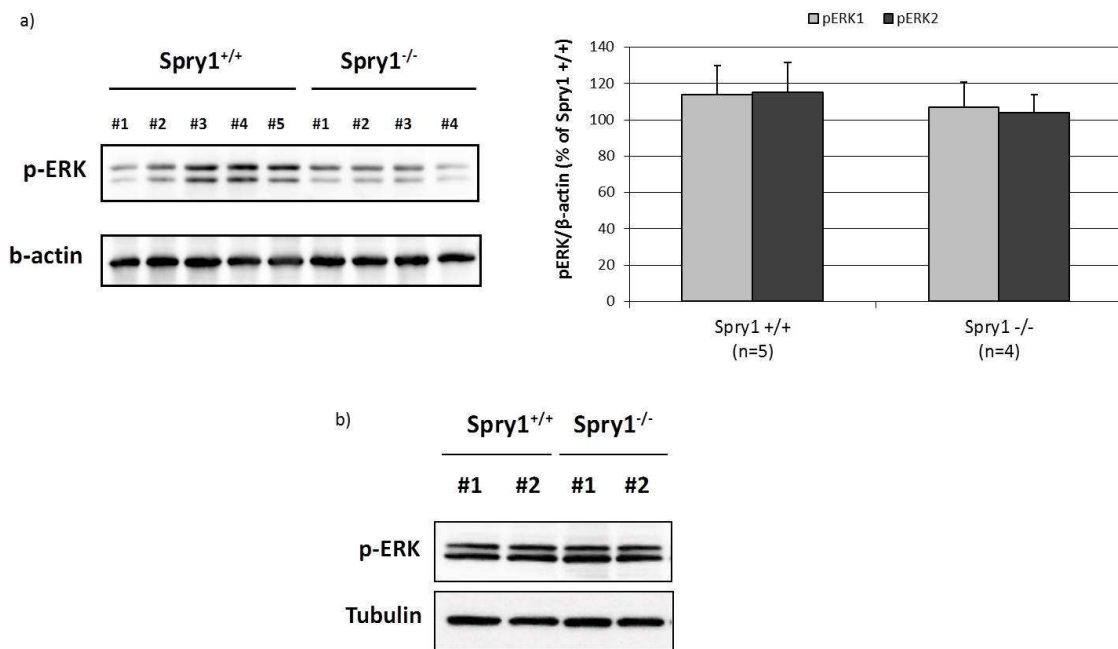 a)
Spry1+/+ Spry1-/-
#1 #2 #3 #4 #5 #1 #2 #3 #4
p-ERK
b-actin
pERK1 pERK2
pERK/β-actin (% of Spry1 +/+)
140
120
100
80
60
40
20
0
Spry1 +/+
(n=5)
Spry1 -/-
(n=4)
b)
Spry1+/+ Spry1-/-
#1 #2 #1 #2
p-ERK
Tubulin